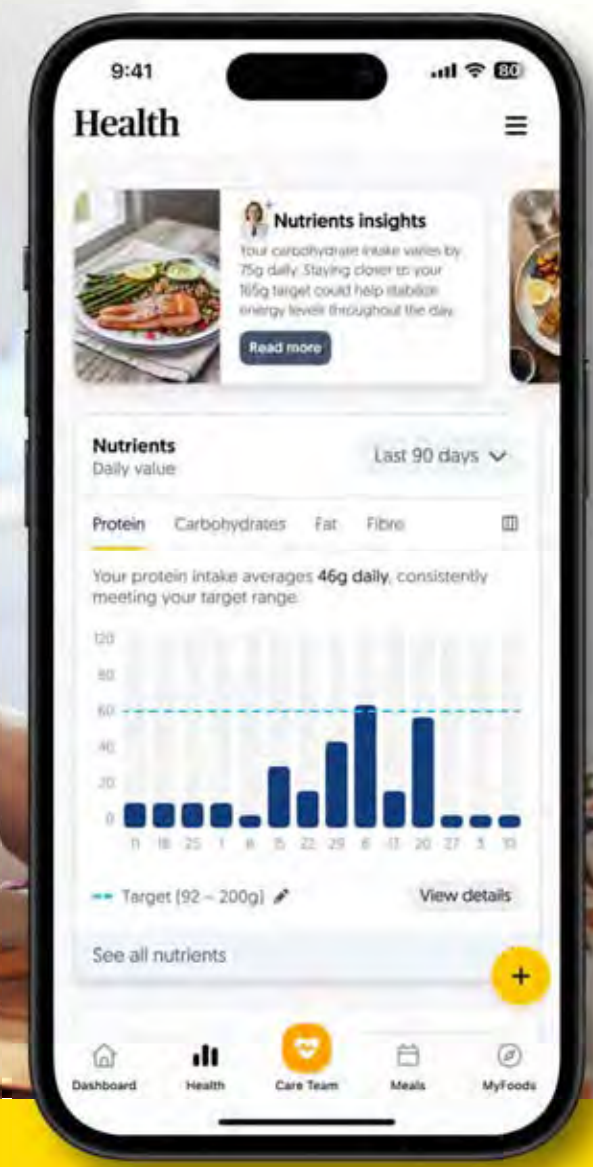 9:41
80
Health
Nutrients insights
Your carbohydrate intake varies by
75g daily. Staying closer to your
165g target could help stabilize
energy levels throughout the day.
Read more
Nutrients
Daily value
Last 90 days
Protein Carbohydrates Fat Fibre
Your protein intake averages 46g daily, consistently
meeting your target range.
120
80
60
40
20
0
11 18 25 1 8 15 22 29 6 13 20 27 3 10
Target (92 – 200g)
View details
See all nutrients
+
Dashboard Health Care Team Meals MyFoods